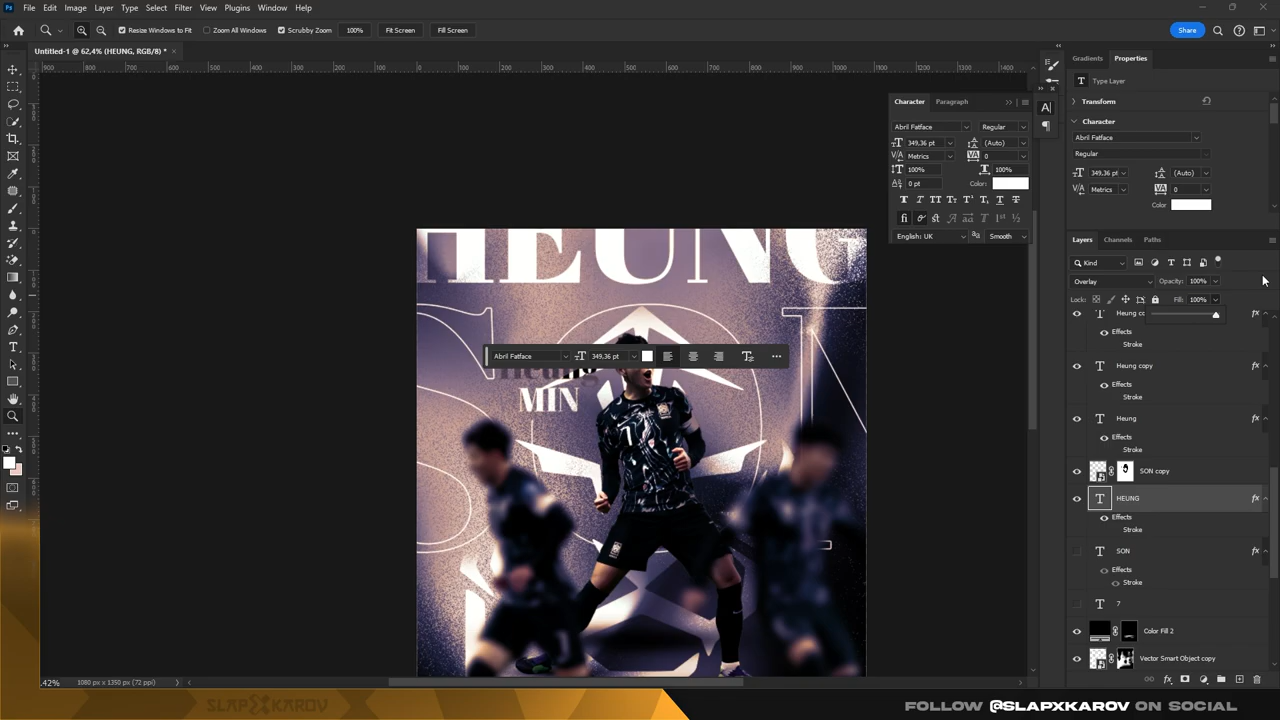 File Edit Image Layer Type Select Filter View Plugins Window Help
Resize Windows to Fit Zoom All Windows Scrubby Zoom 100% Fit Screen Fill Screen Share
Untitled-1 @ 62,4% (HEUNG, RGB/8) *
Gradients Properties
Type Layer
Transform
Character
Abril Fatface
Regular
349,36 pt (Auto)
Metrics 0
Color
Character Paragraph
Abril Fatface Regular
349,36 pt (Auto)
Metrics 0
100% 100%
0 pt Color:
English: UK Smooth
Layers Channels Paths
Kind
Overlay Opacity: 100%
Lock: Fill: 100%
Heung co
Effects
Stroke
Heung copy
Effects
Stroke
Heung
Effects
Stroke
SON copy
HEUNG
Effects
Stroke
SON
Effects
Stroke
7
Color Fill 2
Vector Smart Object copy
HEUNG
Abril Fatface 349,36 pt
Heung
MIN
.42% 1080 px x 1350 px (72 ppi)
SLAPXKAROV
FOLLOW @SLAPXKAROV ON SOCIAL